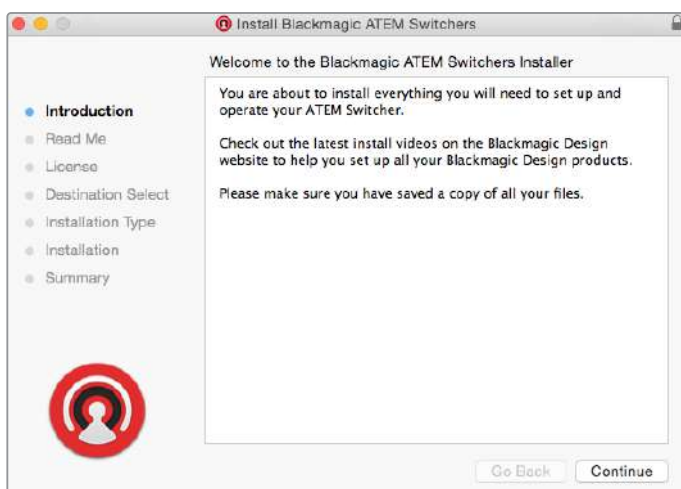 Install Blackmagic ATEM Switchers
Welcome to the Blackmagic ATEM Switchers Installer
Introduction
Read Me
License
Destination Select
Installation Type
Installation
Summary
You are about to install everything you will need to set up and
operate your ATEM Switcher.
Check out the latest install videos on the Blackmagic Design
website to help you set up all your Blackmagic Design products.
Please make sure you have saved a copy of all your files.
Go Back
Continue